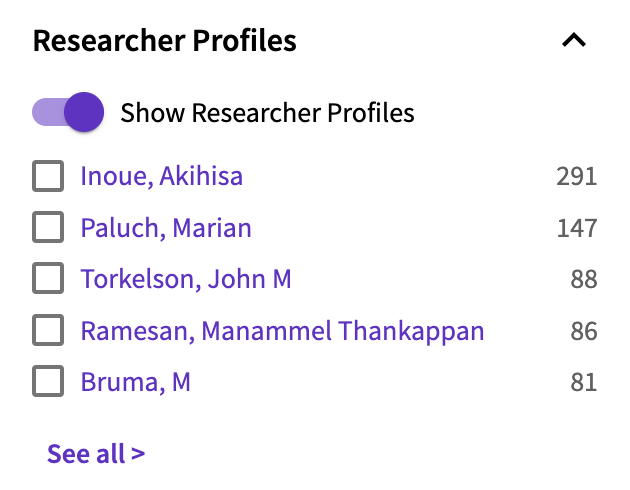 Researcher Profiles
Show Researcher Profiles
Inoue, Akihisa 291
Paluch, Marian 147
Torkelson, John M 88
Ramesan, Manammel Thankappan 86
Bruma, M 81
See all >